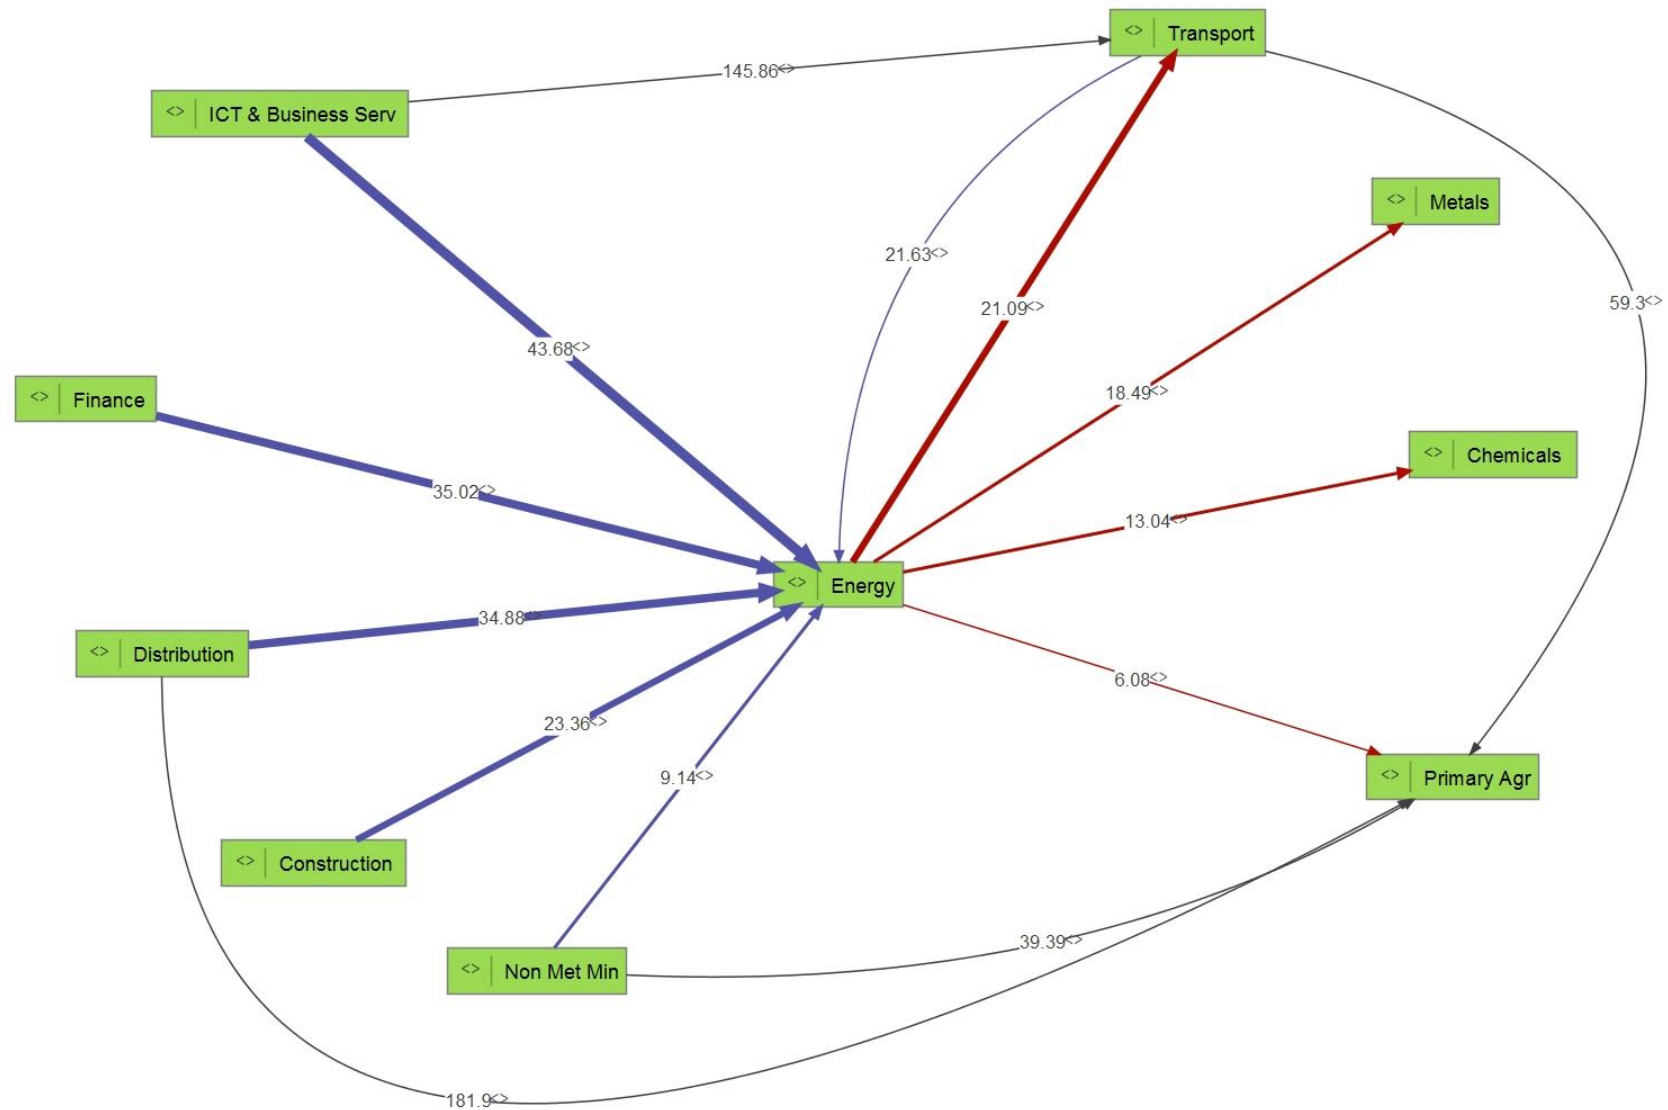 <> Transport
145.86<>
<> ICT & Business Serv
<> Metals
21.63<>
59.3<>
21.09<>
43.68<>
18.49<>
<> Finance
<> Chemicals
35.02<>
13.04<>
<> Energy
34.88<>
<> Distribution
6.08<>
23.36<>
9.14<>
<> Primary Agr
<> Construction
39.39<>
<> Non Met Min
181.9<>